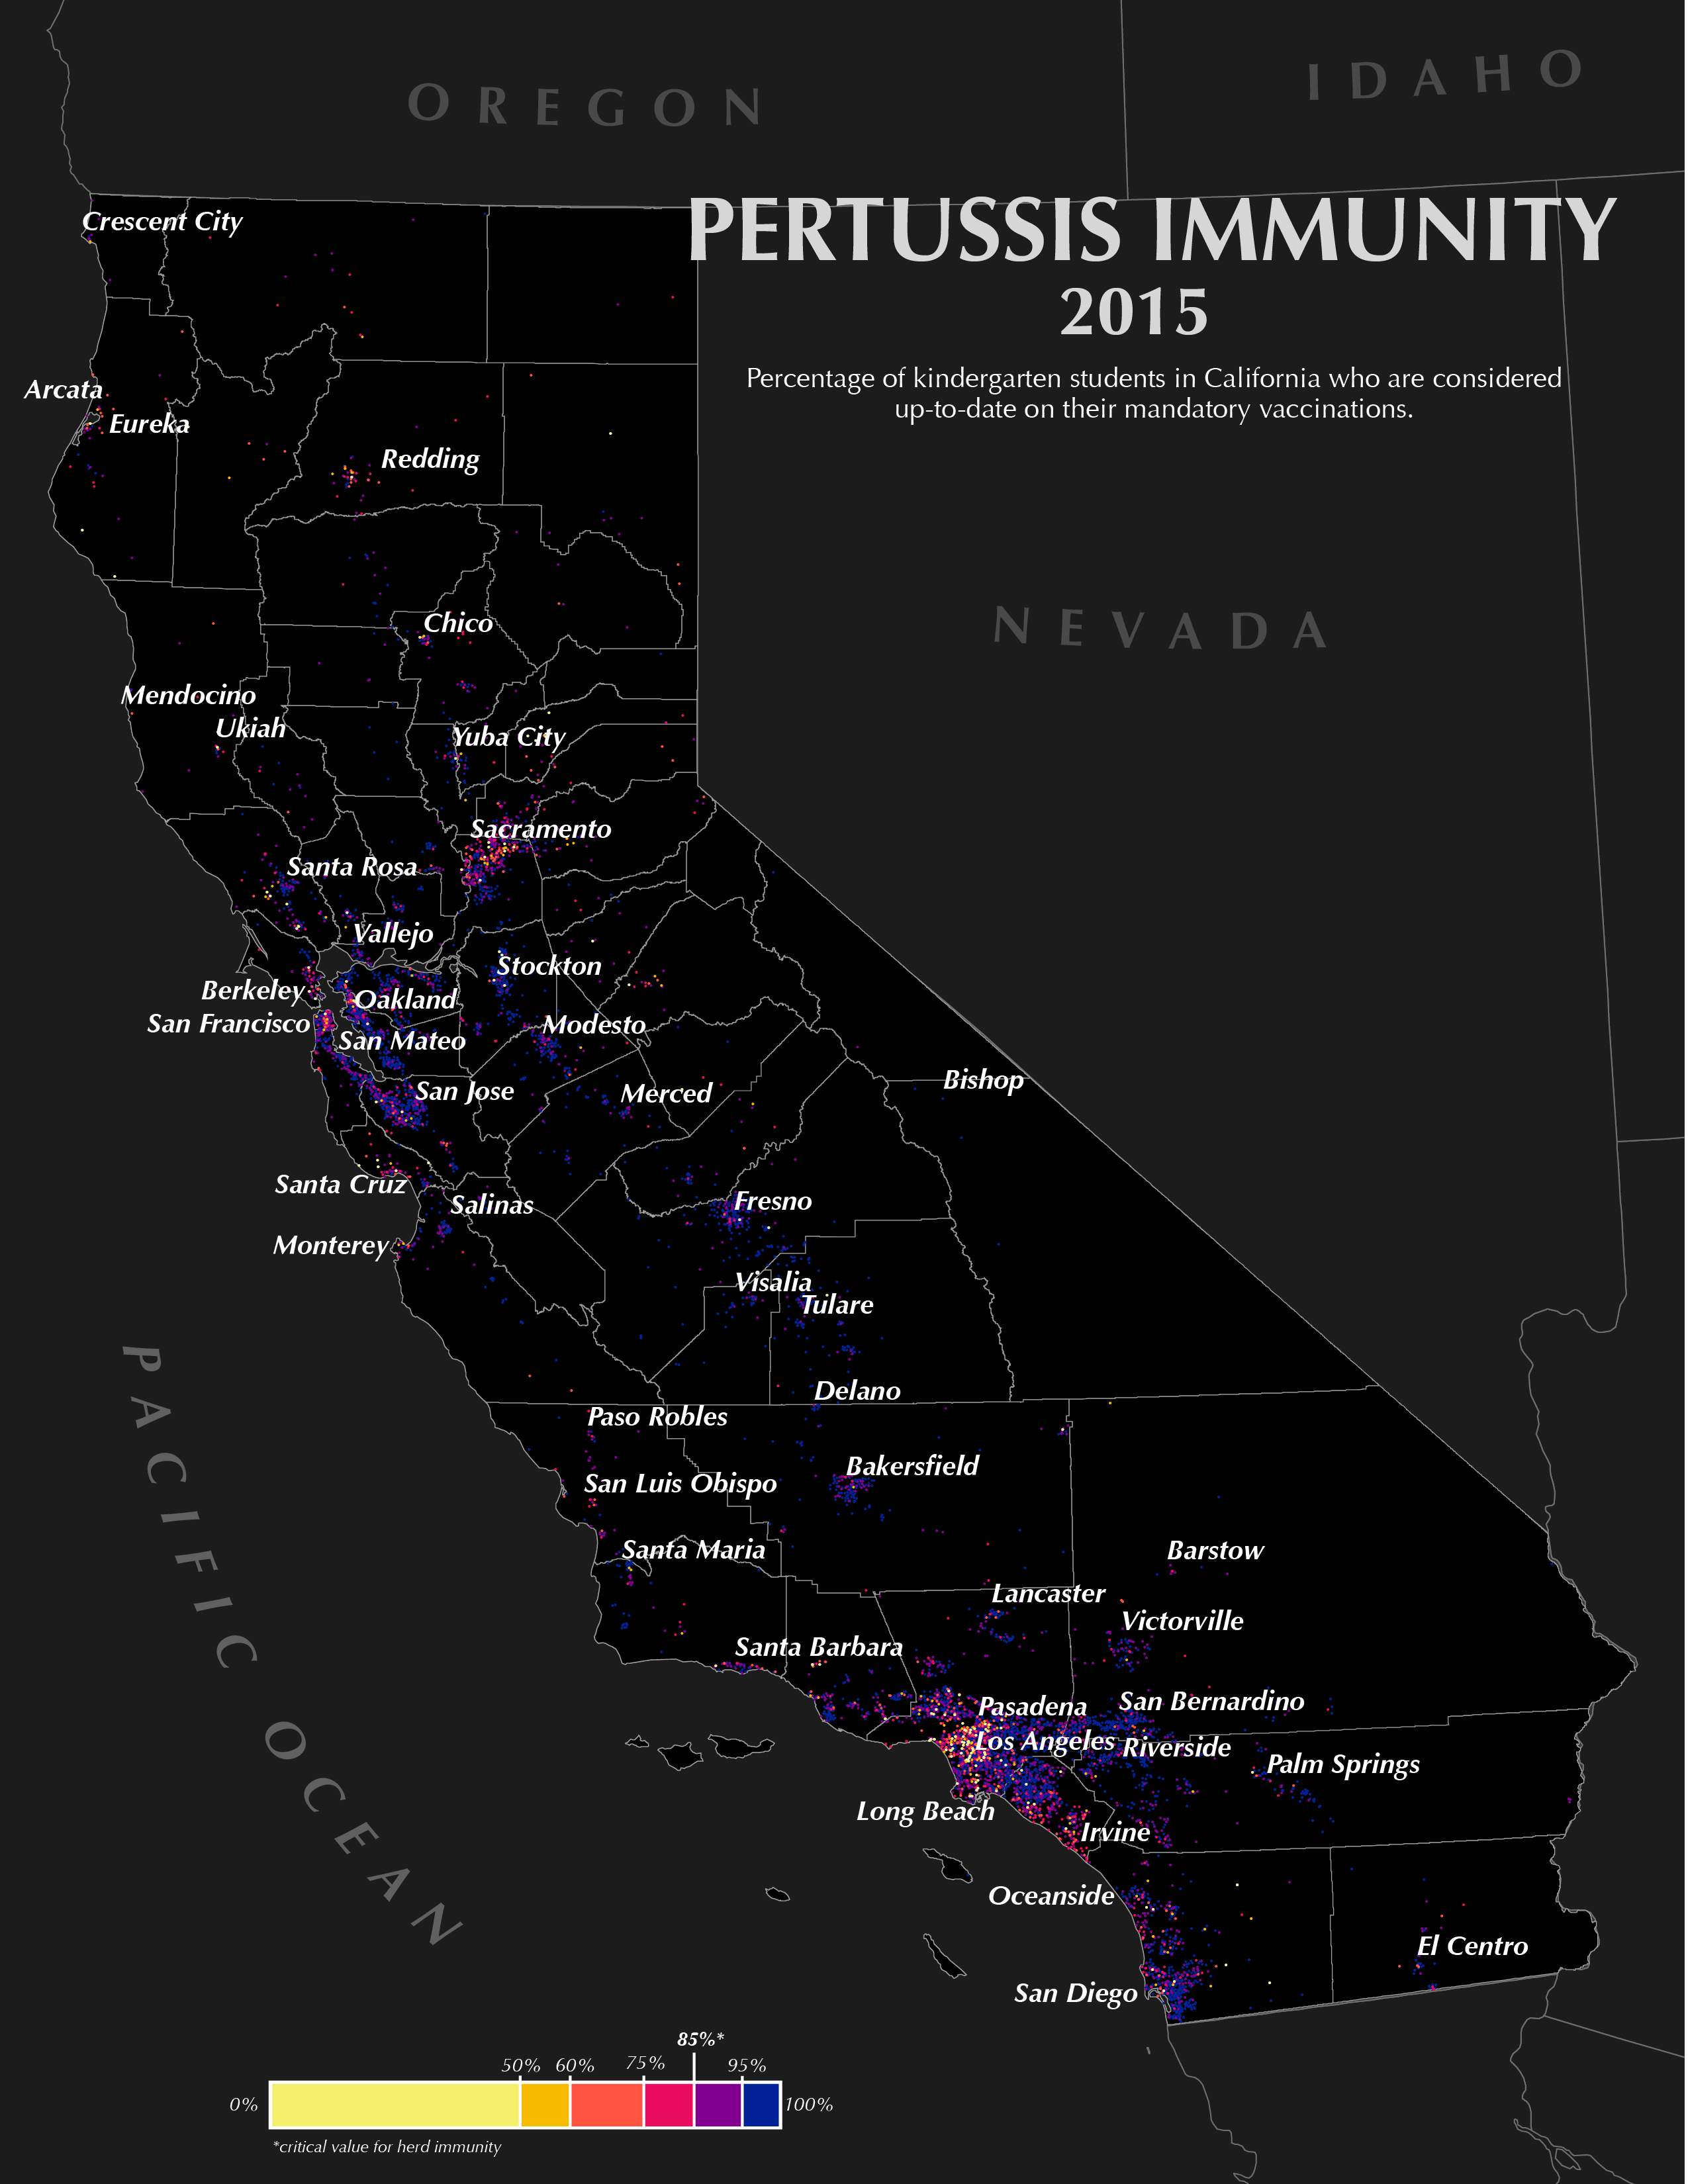 OREGON
IDAHO
PERTUSSIS IMMUNITY
2015
Percentage of kindergarten students in California who are considered
up-to-date on their mandatory vaccinations.
Crescent City
Arcata
Eureka
Redding
NEVADA
Chico
Mendocino
Ukiah
Yuba City
Sacramento
Santa Rosa
Vallejo
Stockton
Berkeley
Oakland
San Francisco
Modesto
San Mateo
Bishop
San Jose
Merced
Santa Cruz
Salinas
Fresno
Monterey
Visalia
Tulare
PACIFIC OCEAN
Delano
Paso Robles
Bakersfield
San Luis Obispo
Santa Maria
Barstow
Lancaster
Victorville
Santa Barbara
Pasadena
San Bernardino
Los Angeles
Riverside
Palm Springs
Long Beach
Irvine
Oceanside
El Centro
San Diego
85%*
50% 60% 75% 95%
0% 100%
*critical value for herd immunity